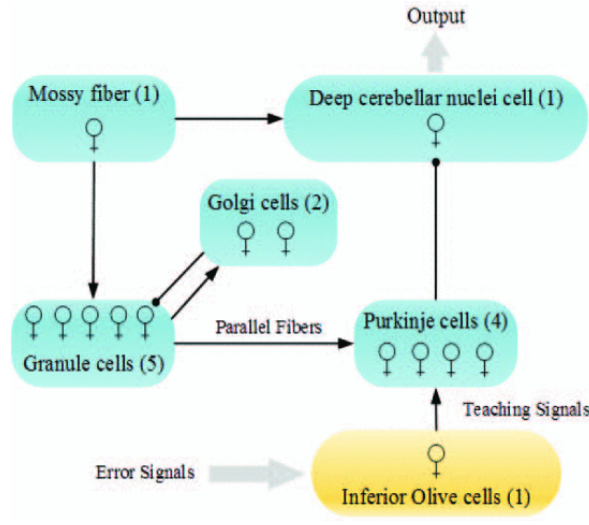 Output
Mossy fiber (1)
Deep cerebellar nuclei cell (1)
Golgi cells (2)
Granule cells (5)
Parallel Fibers
Purkinje cells (4)
Teaching Signals
Error Signals
Inferior Olive cells (1)